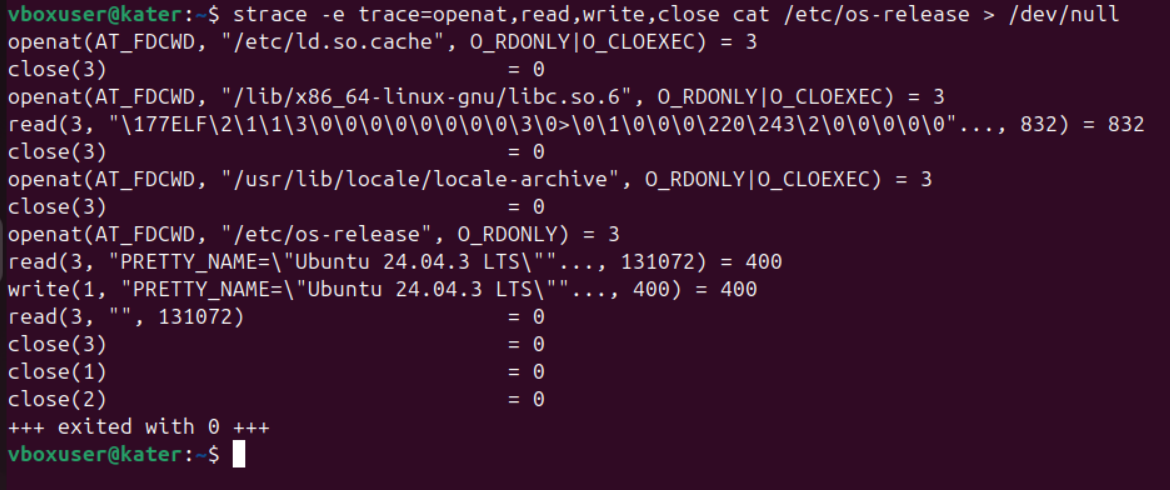 vboxuser@kater:~$ strace -e trace=openat,read,write,close cat /etc/os-release > /dev/null
openat(AT_FDCWD, "/etc/ld.so.cache", O_RDONLY|O_CLOEXEC) = 3
close(3)                                = 0
openat(AT_FDCWD, "/lib/x86_64-linux-gnu/libc.so.6", O_RDONLY|O_CLOEXEC) = 3
read(3, "\177ELF\2\1\1\3\0\0\0\0\0\0\0\0\3\0>\0\1\0\0\0\220\243\2\0\0\0\0\0"..., 832) = 832
close(3)                                = 0
openat(AT_FDCWD, "/usr/lib/locale/locale-archive", O_RDONLY|O_CLOEXEC) = 3
close(3)                                = 0
openat(AT_FDCWD, "/etc/os-release", O_RDONLY) = 3
read(3, "PRETTY_NAME=\"Ubuntu 24.04.3 LTS\""..., 131072) = 400
write(1, "PRETTY_NAME=\"Ubuntu 24.04.3 LTS\""..., 400) = 400
read(3, "", 131072)                     = 0
close(3)                                = 0
close(1)                                = 0
close(2)                                = 0
+++ exited with 0 +++
vboxuser@kater:~$